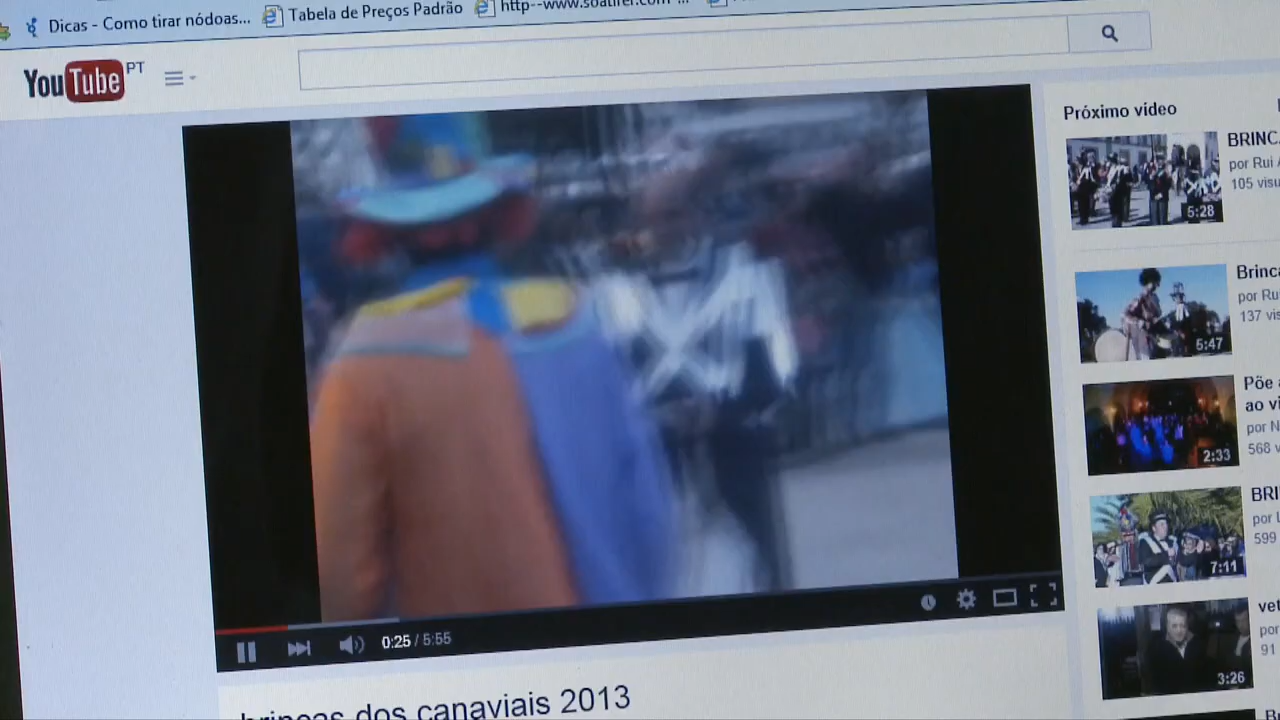 Dicas - Como tirar nódoas...
Tabela de Preços Padrão
YouTube PT
Próximo vídeo
BRINC
por Rui
105 visu
5:28
Brinca
por Ru
137 vis
5:47
Põe
ao vi
por N
568 v
2:33
BRI
por
599
7:11
vet
por
91
3:26
0:25 / 5:55
brincas dos canaviais 2013